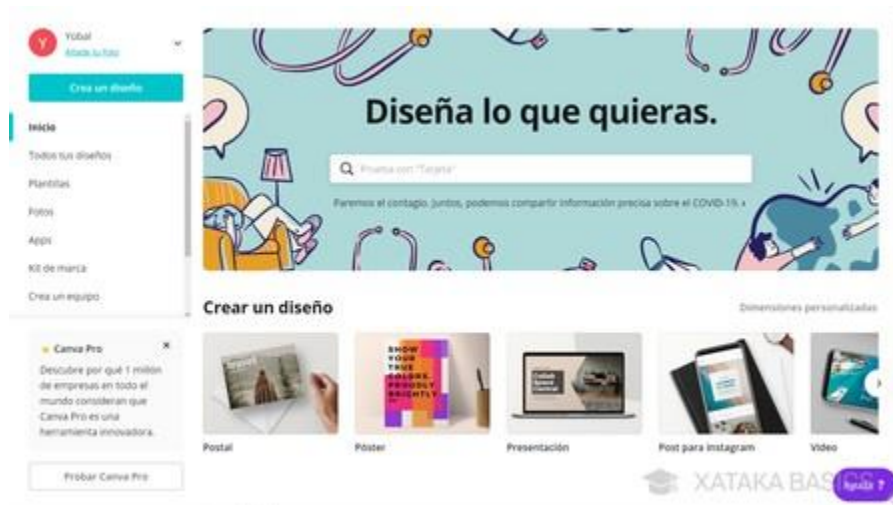 Y
Yúbal
Añade tu foto
Crea un diseño
Inicio
Todos tus diseños
Plantillas
Fotos
Apps
Kit de marca
Crea un equipo
Canva Pro
Descubre por qué 1 millón
de empresas en todo el
mundo consideran que
Canva Pro es una
herramienta innovadora.
Probar Canva Pro
Diseña lo que quieras.
Prueba con "Tarjeta"
Paremos el contagio. Juntos, podemos compartir información precisa sobre el COVID-19.
Crear un diseño
Dimensiones personalizadas
SHOW
YOUR
TRUE
COLORS.
PROUDLY
BRIGHTLY
Postal
Póster
Presentación
Post para Instagram
Vídeo
XATAKA BASICS
Ayuda ?